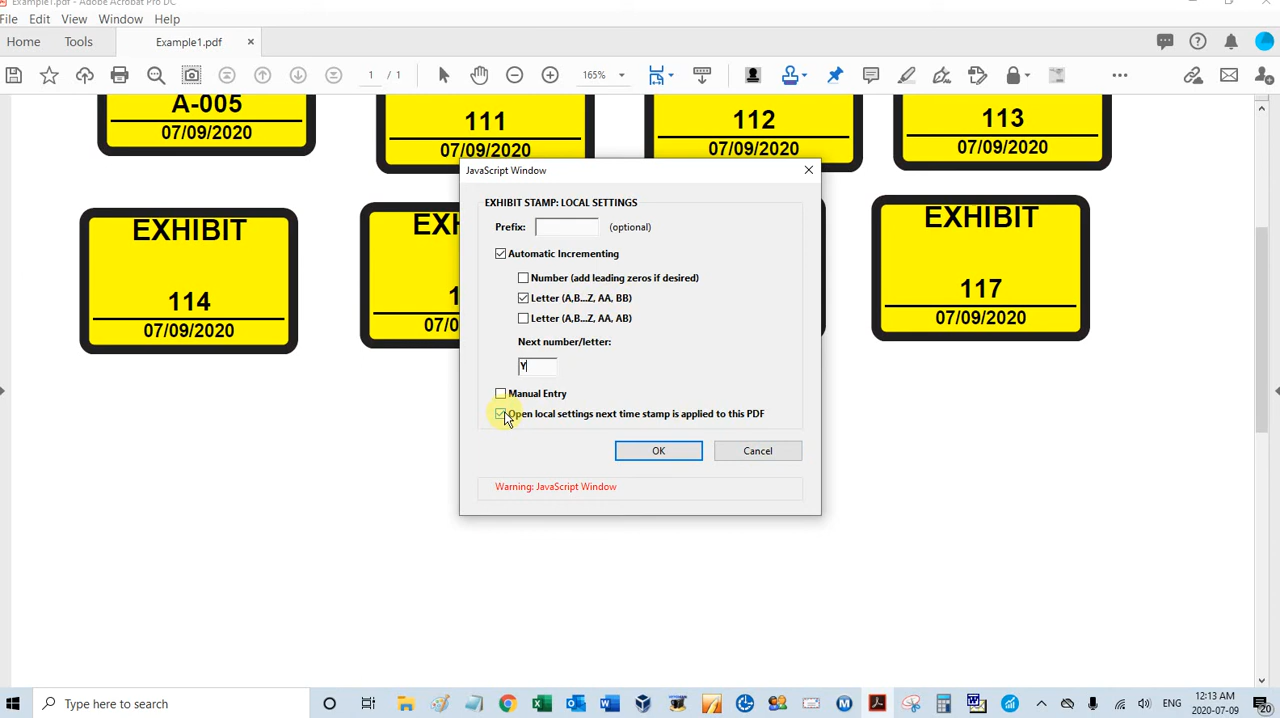 Example1.pdf - Adobe Acrobat Pro DC
File Edit View Window Help
Home Tools Example1.pdf ×
1 / 1 165%
A-005
07/09/2020
111
07/09/2020
112
07/09/2020
113
07/09/2020
EXHIBIT
114
07/09/2020
EXHIBIT
117
07/09/2020
JavaScript Window
EXHIBIT STAMP: LOCAL SETTINGS
Prefix: (optional)
Automatic Incrementing
Number (add leading zeros if desired)
Letter (A,B...Z, AA, BB)
Letter (A,B...Z, AA, AB)
Next number/letter:
Y
Manual Entry
Open local settings next time stamp is applied to this PDF
OK Cancel
Warning: JavaScript Window
Type here to search
ENG
12:13 AM
2020-07-09
20